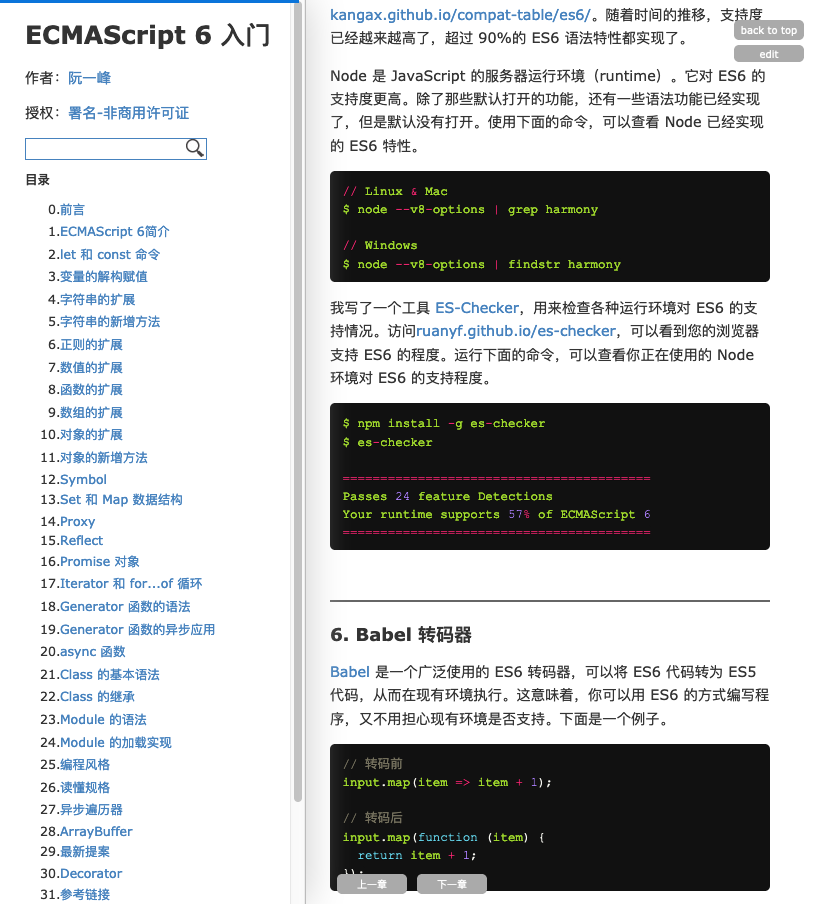 ECMAScript 6 入门
作者：阮一峰
授权：署名-非商用许可证
目录
0.前言
1.ECMAScript 6简介
2.let 和 const 命令
3.变量的解构赋值
4.字符串的扩展
5.字符串的新增方法
6.正则的扩展
7.数值的扩展
8.函数的扩展
9.数组的扩展
10.对象的扩展
11.对象的新增方法
12.Symbol
13.Set 和 Map 数据结构
14.Proxy
15.Reflect
16.Promise 对象
17.Iterator 和 for...of 循环
18.Generator 函数的语法
19.Generator 函数的异步应用
20.async 函数
21.Class 的基本语法
22.Class 的继承
23.Module 的语法
24.Module 的加载实现
25.编程风格
26.读懂规格
27.异步遍历器
28.ArrayBuffer
29.最新提案
30.Decorator
31.参考链接
kangax.github.io/compat-table/es6/。随着时间的推移，支持度
已经越来越高了，超过 90%的 ES6 语法特性都实现了。
back to top
edit
Node 是 JavaScript 的服务器运行环境（runtime）。它对 ES6 的
支持度更高。除了那些默认打开的功能，还有一些语法功能已经实现
了，但是默认没有打开。使用下面的命令，可以查看 Node 已经实现
的 ES6 特性。
// Linux & Mac
$ node --v8-options | grep harmony
// Windows
$ node --v8-options | findstr harmony
我写了一个工具 ES-Checker，用来检查各种运行环境对 ES6 的支
持情况。访问ruanyf.github.io/es-checker，可以看到您的浏览器
支持 ES6 的程度。运行下面的命令，可以查看你正在使用的 Node
环境对 ES6 的支持程度。
$ npm install -g es-checker
$ es-checker
=========================================
Passes 24 feature Detections
Your runtime supports 57% of ECMAScript 6
=========================================
6. Babel 转码器
Babel 是一个广泛使用的 ES6 转码器，可以将 ES6 代码转为 ES5
代码，从而在现有环境执行。这意味着，你可以用 ES6 的方式编写程
序，又不用担心现有环境是否支持。下面是一个例子。
// 转码前
input.map(item => item + 1);
// 转码后
input.map(function (item) {
return item + 1;
});
上一章
下一章